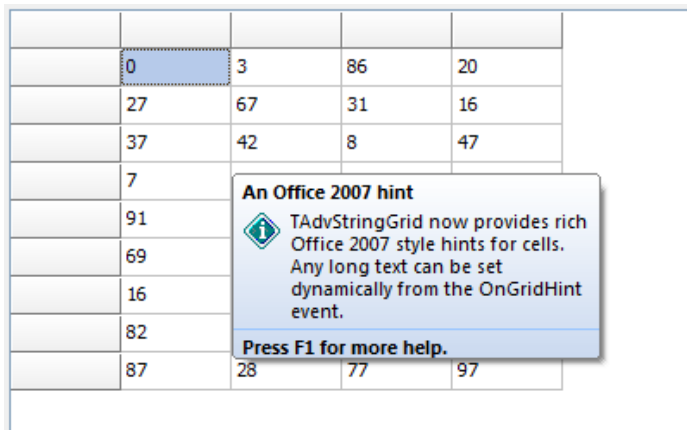 0 3 86 20
27 67 31 16
37 42 8 47
7
An Office 2007 hint
91
TAdvStringGrid now provides rich
Office 2007 style hints for cells.
69
Any long text can be set
16
dynamically from the OnGridHint
event.
82
Press F1 for more help.
87 28 77 97